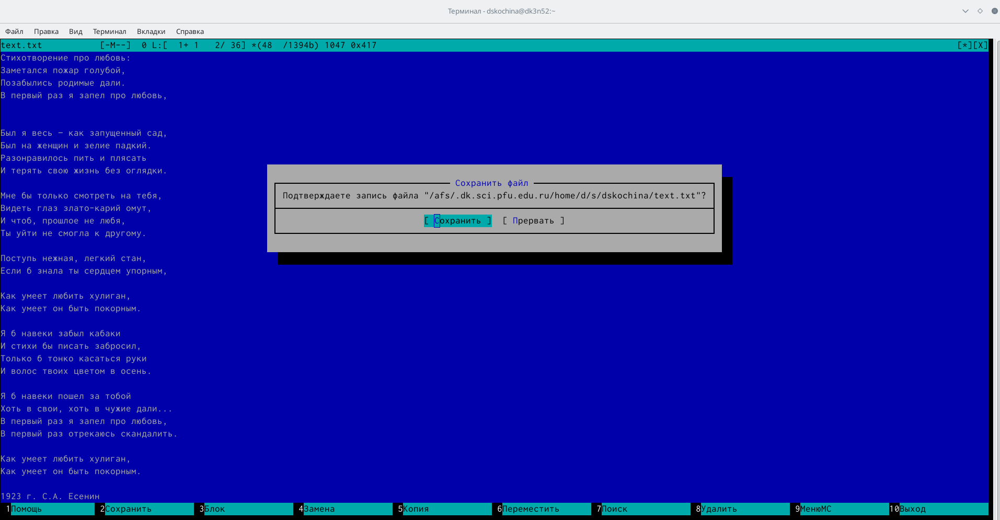 Терминал - dskochina@dk3n52:~
Файл Правка Вид Терминал Вкладки Справка
text.txt [-M--] 0 L:[ 1+ 1 2/ 36] *(48 /1394b) 1047 0x417 [*][X]
Стихотворение про любовь:
Заметался пожар голубой,
Позабылись родимые дали.
В первый раз я запел про любовь,
Был я весь – как запущенный сад,
Был на женщин и зелие падкий.
Разонравилось пить и плясать
И терять свою жизнь без оглядки.
Мне бы только смотреть на тебя,
Видеть глаз злато-карий омут,
И чтоб, прошлое не любя,
Ты уйти не смогла к другому.
Поступь нежная, легкий стан,
Если б знала ты сердцем упорным,
Как умеет любить хулиган,
Как умеет он быть покорным.
Я б навеки забыл кабаки
И стихи бы писать забросил,
Только б тонко касаться руки
И волос твоих цветом в осень.
Я б навеки пошел за тобой
Хоть в свои, хоть в чужие дали...
В первый раз я запел про любовь,
В первый раз отрекаюсь скандалить.
Как умеет любить хулиган,
Как умеет он быть покорным.
1923 г. С.А. Есенин
Сохранить файл
Подтверждаете запись файла "/afs/.dk.sci.pfu.edu.ru/home/d/s/dskochina/text.txt"?
[ Сохранить ] [ Прервать ]
1Помощь 2Сохранить 3Блок 4Замена 5Копия 6Переместить 7Поиск 8Удалить 9МенюMC 10Выход